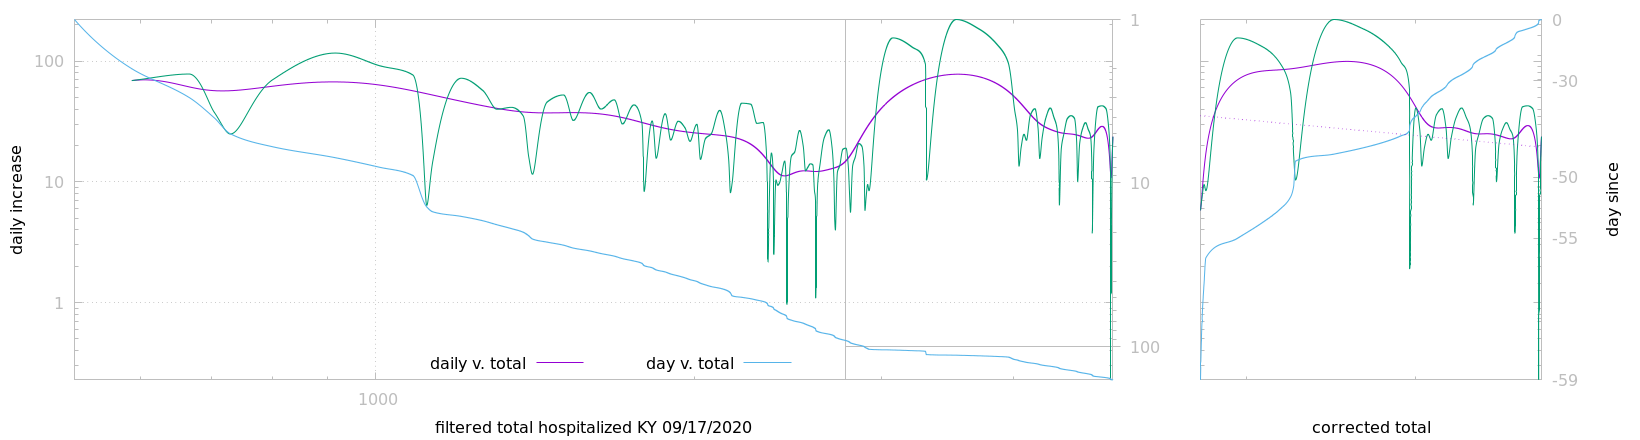 100
10
1
daily increase
1000
filtered total hospitalized KY 09/17/2020
daily v. total
day v. total
1
10
100
0
-30
-50
-55
-59
day since
corrected total